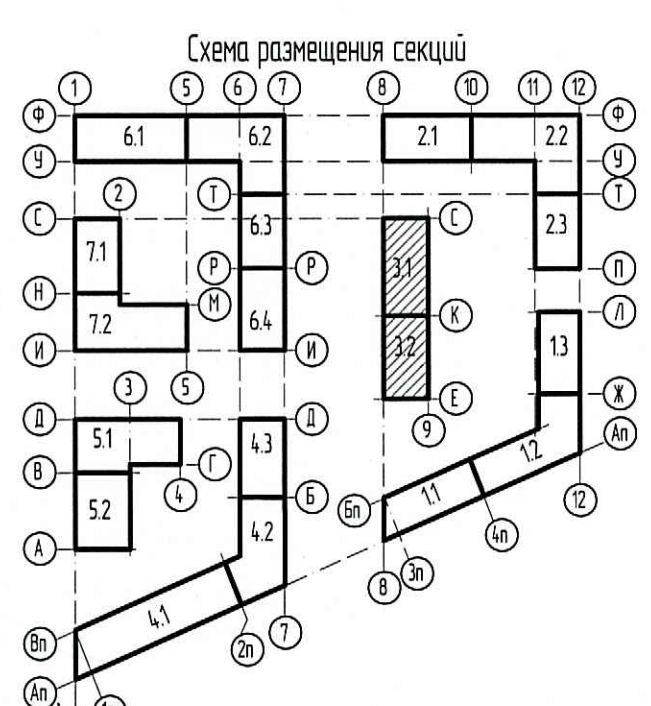 Схема размещения секций
1 5 6 7 8 10 11 12
Ф 6.1 6.2 2.1 2.2 Ф
У У
2 Т Т
С 7.1 6.3 С 2.3
Р Р 3.1 П
Н М
7.2 6.4 К 1.3 Л
И И 3.2
3 5 Е Ж
Д 5.1 4.3 Д 9 1.2 Ап
В Г
5.2 4 Б Бп 1.1 12
4.2 4п
А 3п
8
4.1 7
Вп 2п
Ап